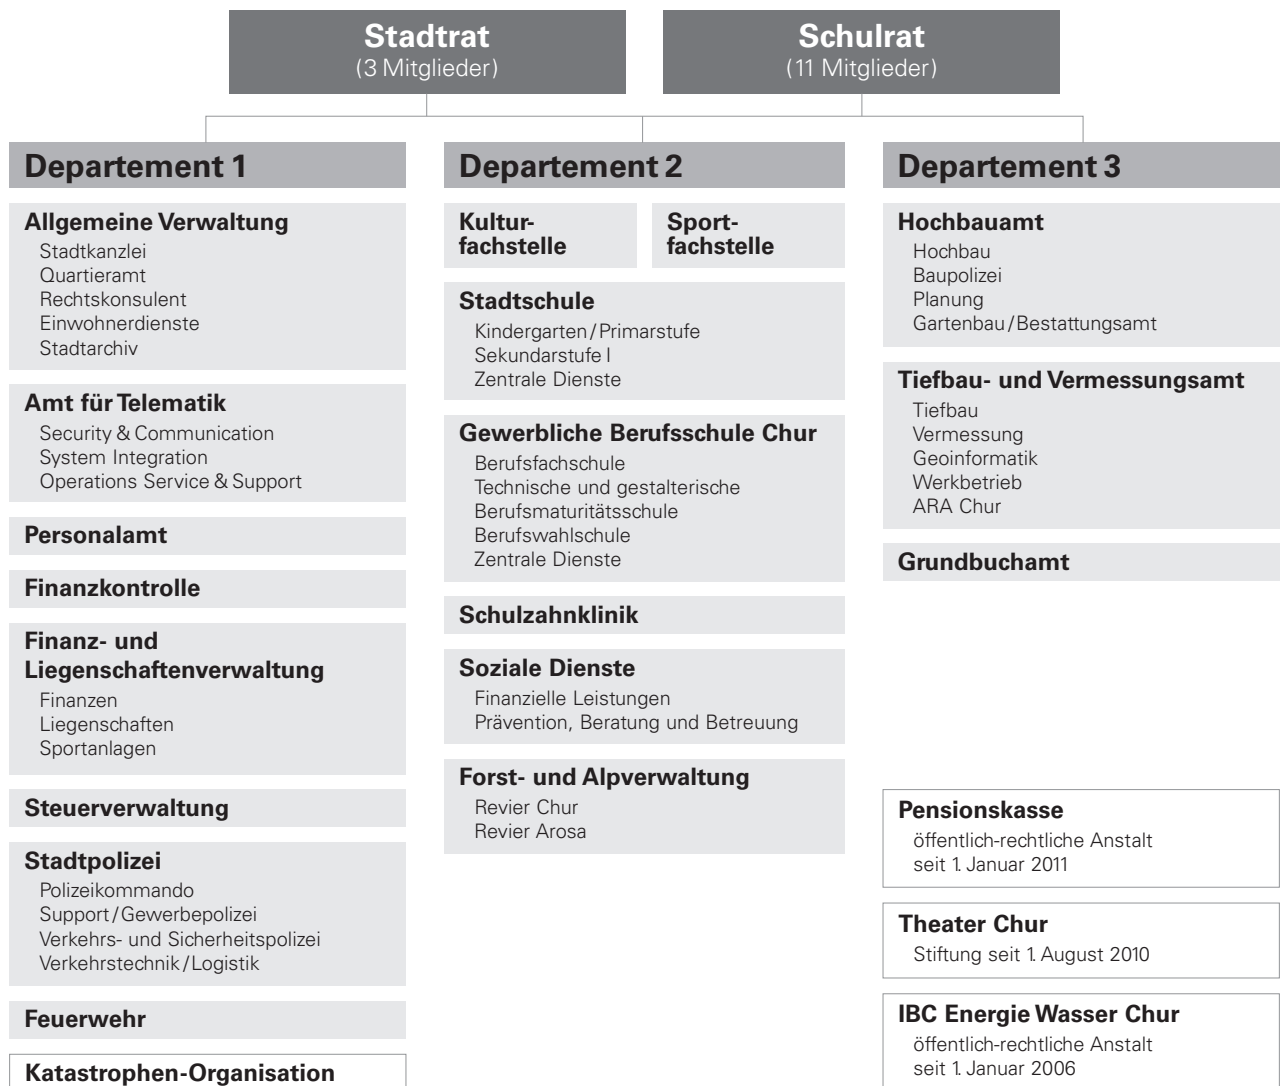 Stadtrat
(3 Mitglieder)
Schulrat
(11 Mitglieder)
Departement 1
Allgemeine Verwaltung
Stadtkanzlei
Quartieramt
Rechtskonsulent
Einwohnerdienste
Stadtarchiv
Amt für Telematik
Security & Communication
System Integration
Operations Service & Support
Personalamt
Finanzkontrolle
Finanz- und
Liegenschaftenverwaltung
Finanzen
Liegenschaften
Sportanlagen
Steuerverwaltung
Stadtpolizei
Polizeikommando
Support/Gewerbepolizei
Verkehrs- und Sicherheitspolizei
Verkehrstechnik/Logistik
Feuerwehr
Katastrophen-Organisation
Departement 2
Kultur-
fachstelle
Sport-
fachstelle
Stadtschule
Kindergarten/Primarstufe
Sekundarstufe I
Zentrale Dienste
Gewerbliche Berufsschule Chur
Berufsfachschule
Technische und gestalterische
Berufsmaturitätsschule
Berufswahlschule
Zentrale Dienste
Schulzahnklinik
Soziale Dienste
Finanzielle Leistungen
Prävention, Beratung und Betreuung
Forst- und Alpverwaltung
Revier Chur
Revier Arosa
Departement 3
Hochbauamt
Hochbau
Baupolizei
Planung
Gartenbau/Bestattungsamt
Tiefbau- und Vermessungsamt
Tiefbau
Vermessung
Geoinformatik
Werkbetrieb
ARA Chur
Grundbuchamt
Pensionskasse
öffentlich-rechtliche Anstalt
seit 1. Januar 2011
Theater Chur
Stiftung seit 1. August 2010
IBC Energie Wasser Chur
öffentlich-rechtliche Anstalt
seit 1. Januar 2006